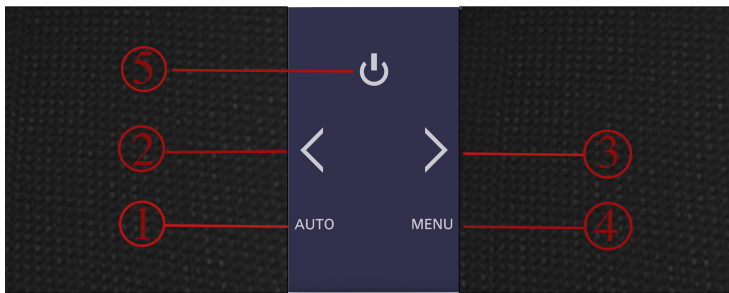 ⑤
② ③
① AUTO MENU ④